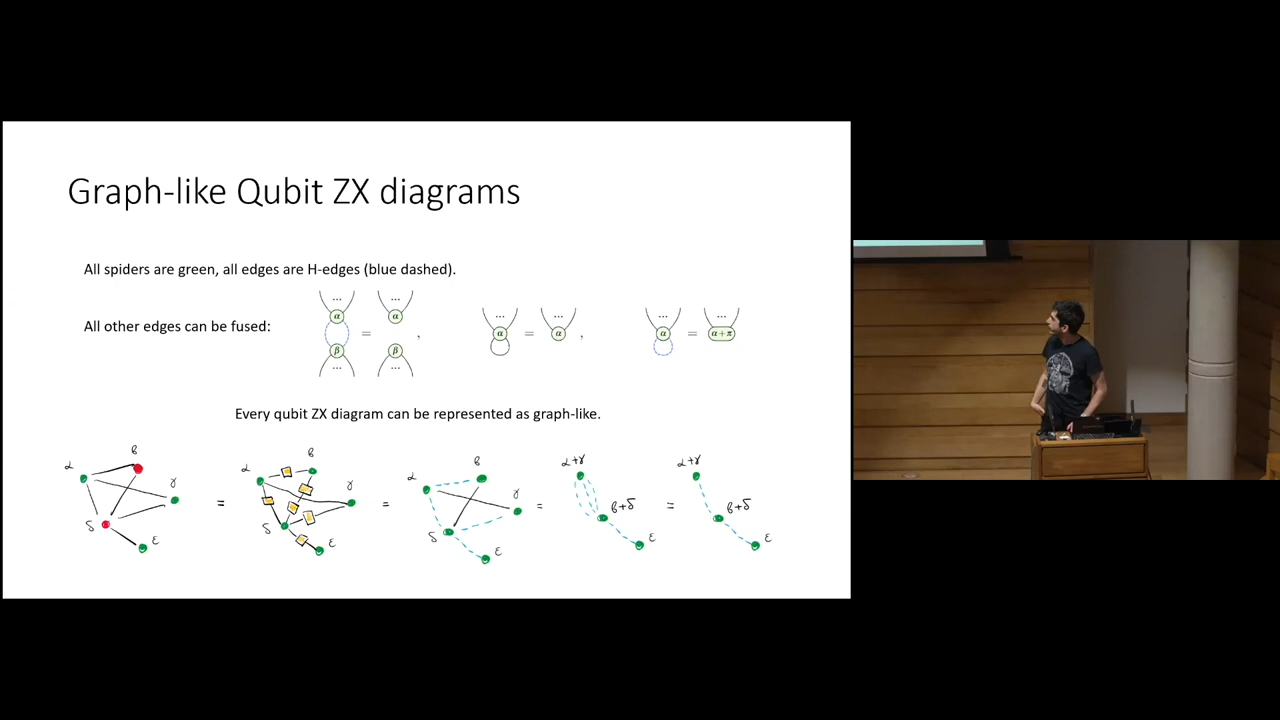 Graph-like Qubit ZX diagrams
All spiders are green, all edges are H-edges (blue dashed).
All other edges can be fused:
... ...
α = α ,
β β
... ...
... ...
α = α ,
... ...
α = α+π
Every qubit ZX diagram can be represented as graph-like.
α β γ δ ε
=
α β γ δ ε
=
α β γ δ ε
=
α+γ β+δ ε
=
α+γ β+δ ε